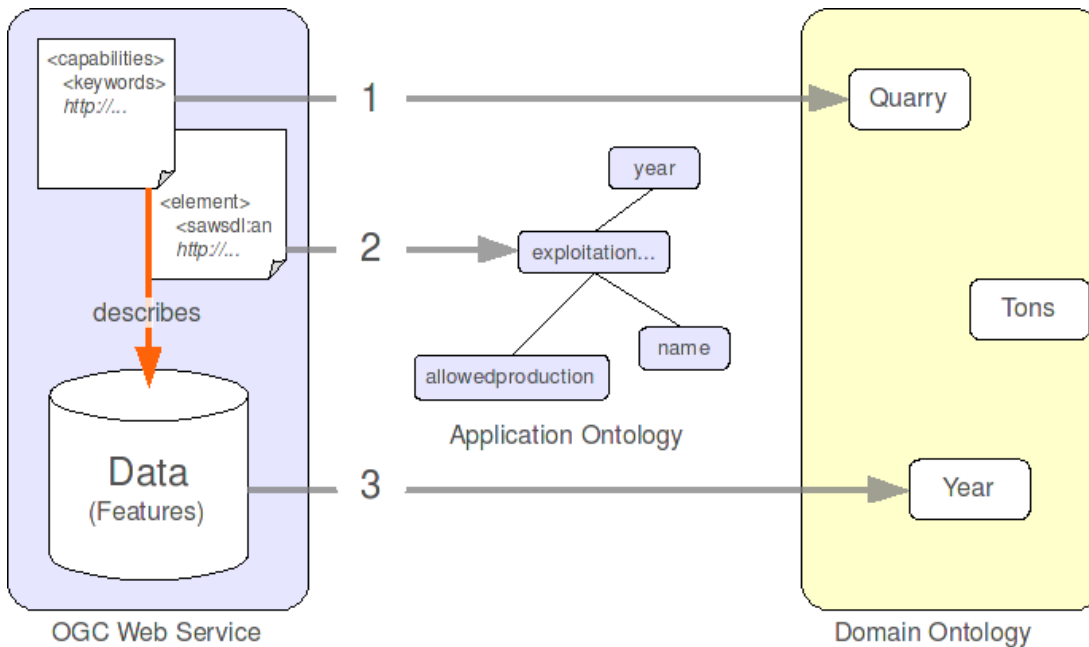 <capabilities>
<keywords>
http://...
1
Quarry
<element>
<sawsdl:an
http://...
2
year
exploitation...
name
allowedproduction
Application Ontology
Tons
describes
Data
(Features)
3
Year
OGC Web Service
Domain Ontology